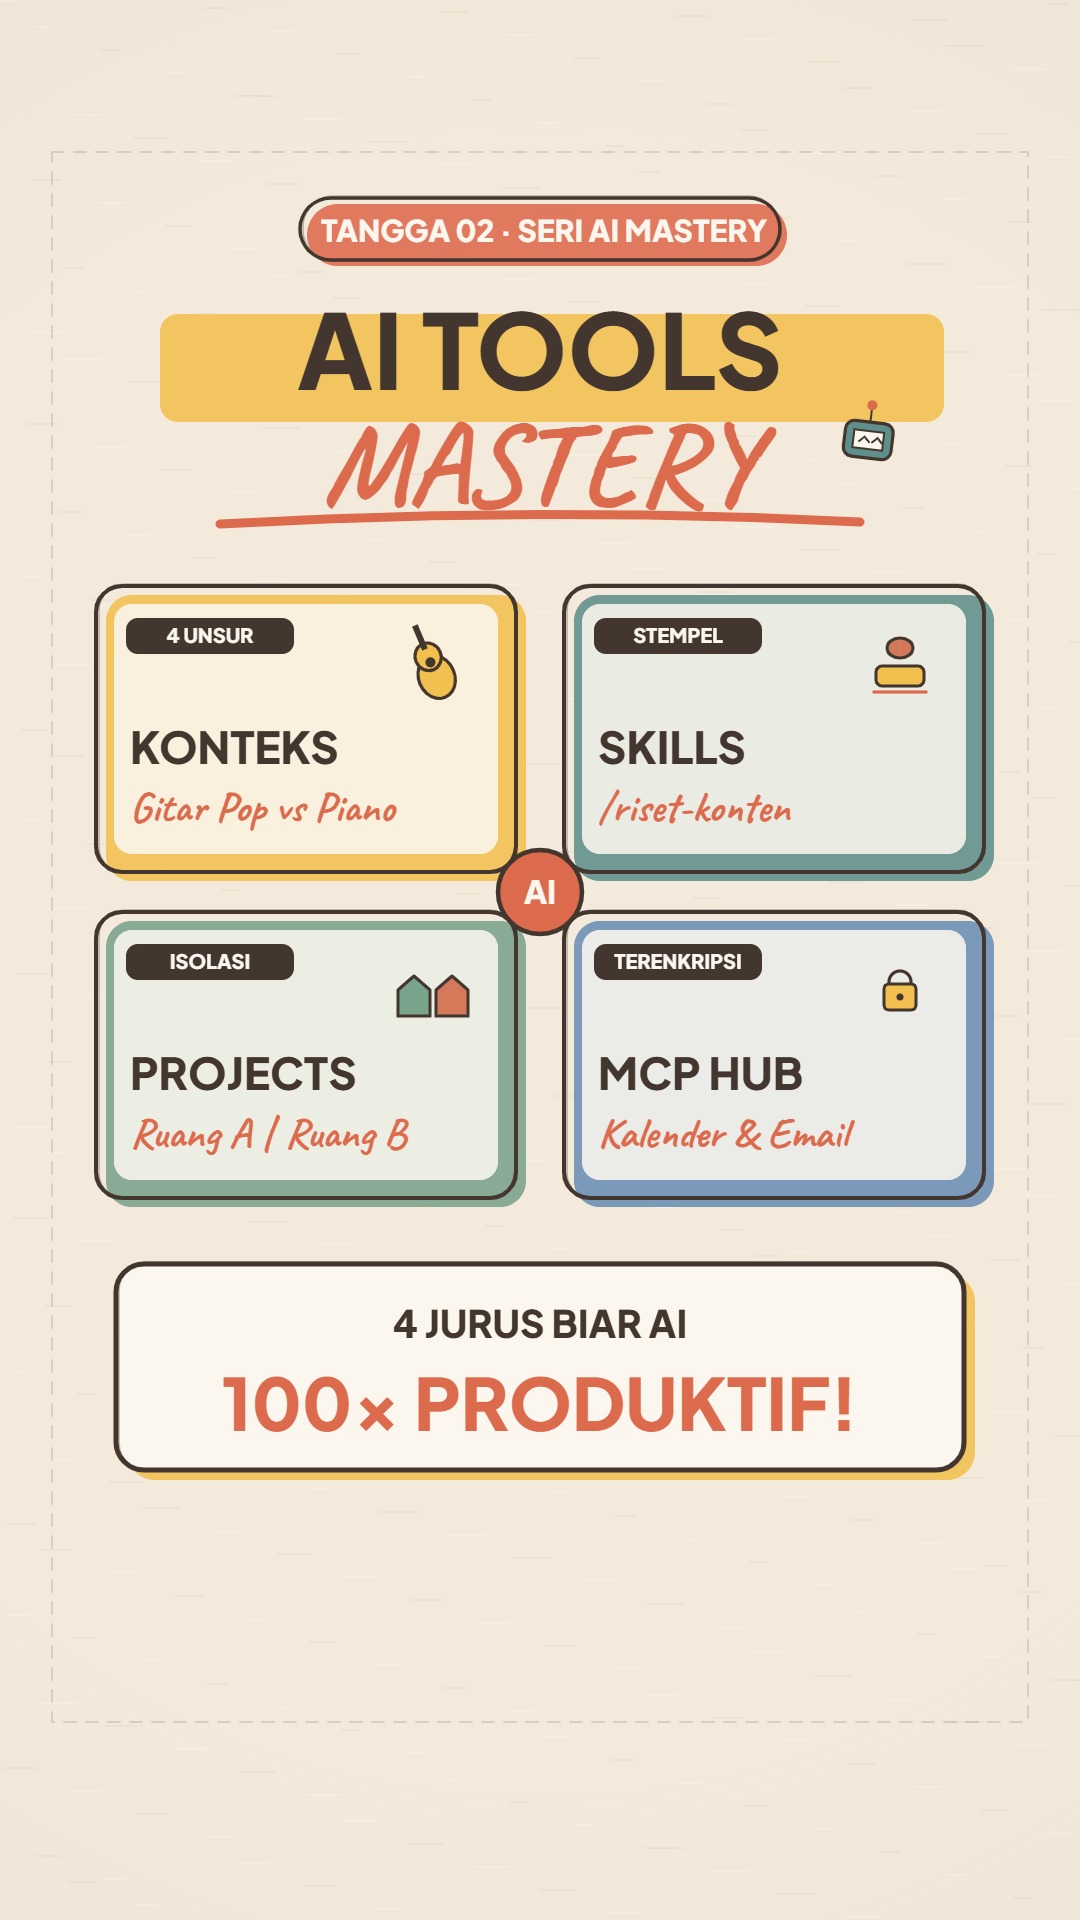 TANGGA 02 · SERI AI MASTERY
AI TOOLS
MASTERY
4 UNSUR
KONTEKS
Gitar Pop vs Piano
STEMPEL
SKILLS
/riset-konten
AI
ISOLASI
PROJECTS
Ruang A | Ruang B
TERENKRIPSI
MCP HUB
Kalender & Email
4 JURUS BIAR AI
100× PRODUKTIF!